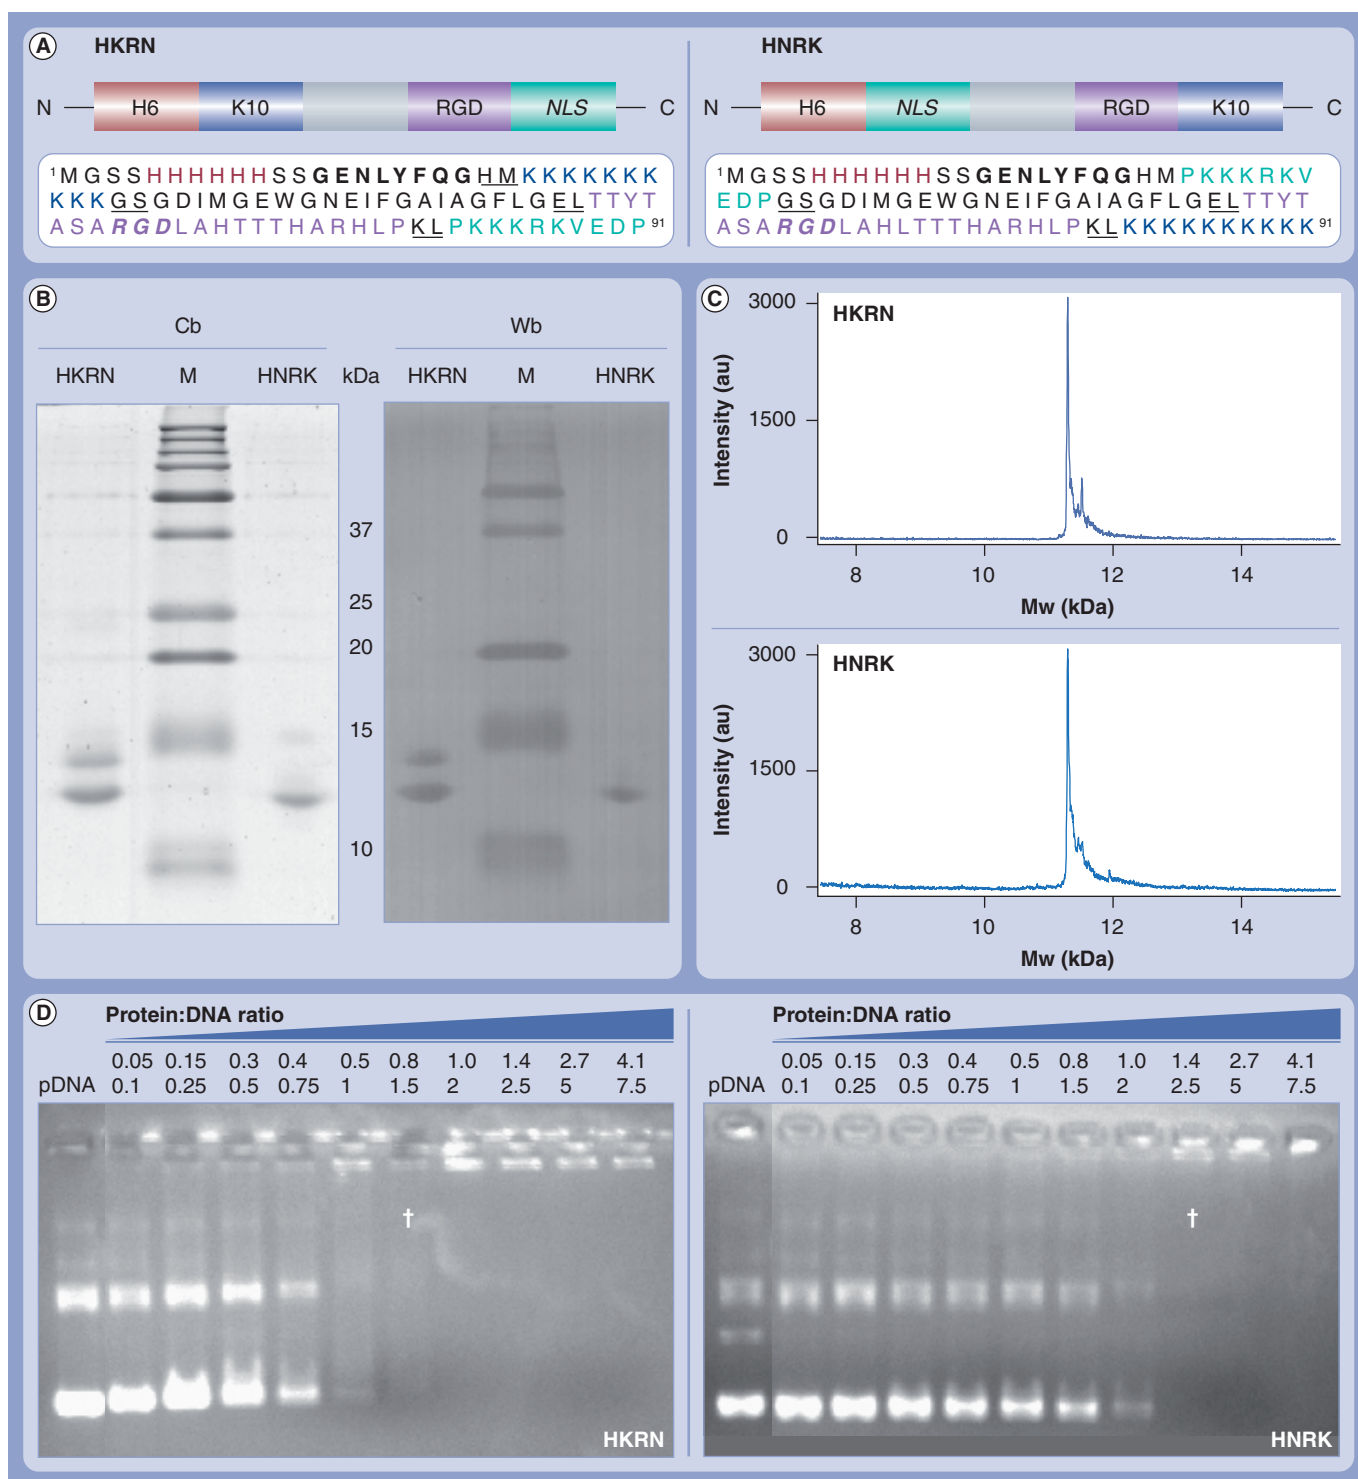 A HKRN
N H6 K10 RGD NLS C
1MGSSHHHHHHSSGENLYFQGHMKKKKKKK
KKKGSGDIMGEWGNEIFGAIAGFLGELTTYT
ASARGDLAHTTTHARHLPKLPKKKRKVEDP91
HNRK
N H6 NLS RGD K10 C
1MGSSHHHHHHSSGENLYFQGHMPKKKRKV
EDPGSGDIMGEWGNEIFGAIAGFLGELTTYT
ASARGDLAHLTTTHARHLPKLKKKKKKKKKK91
B
Cb Wb
HKRN M HNRK kDa HKRN M HNRK
37
25
20
15
10
C
HKRN
Intensity (au)
3000
1500
0
8 10 12 14
Mw (kDa)
HNRK
Intensity (au)
3000
1500
0
8 10 12 14
Mw (kDa)
D Protein:DNA ratio
0.05 0.15 0.3 0.4 0.5 0.8 1.0 1.4 2.7 4.1
pDNA 0.1 0.25 0.5 0.75 1 1.5 2 2.5 5 7.5
†
HKRN
Protein:DNA ratio
0.05 0.15 0.3 0.4 0.5 0.8 1.0 1.4 2.7 4.1
pDNA 0.1 0.25 0.5 0.75 1 1.5 2 2.5 5 7.5
†
HNRK